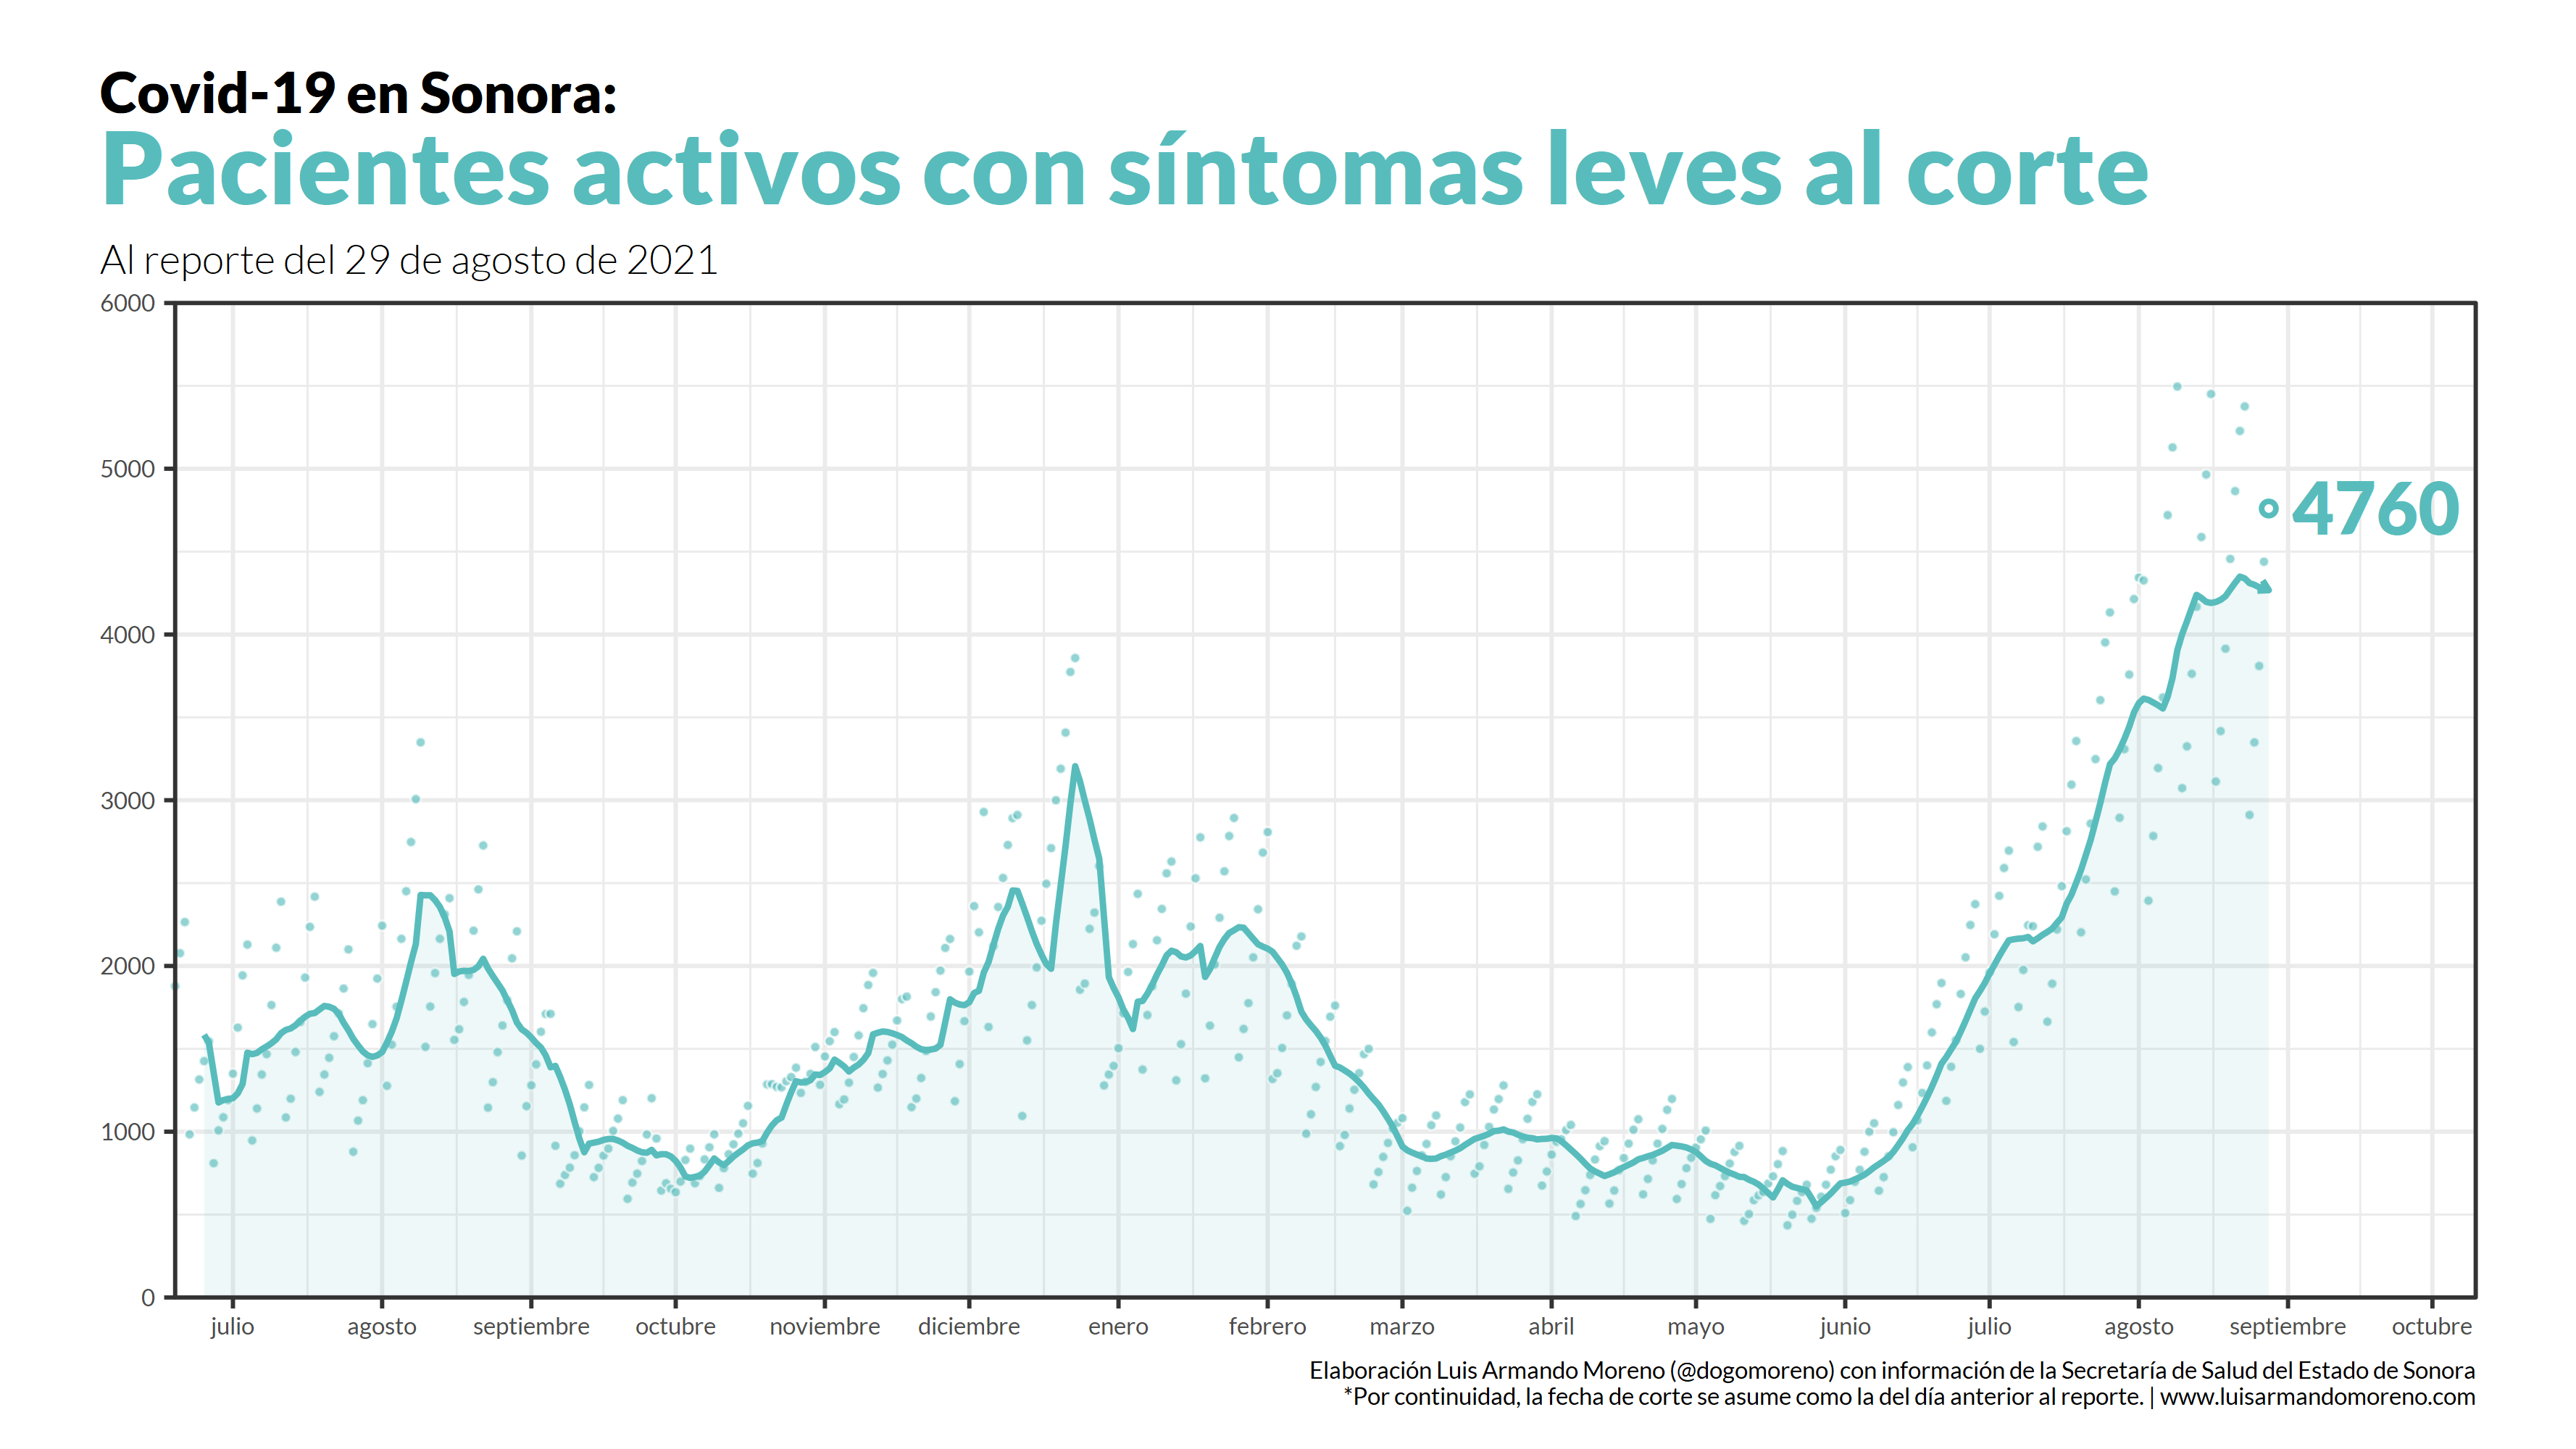 Covid-19 en Sonora:
Pacientes activos con síntomas leves al corte
Al reporte del 29 de agosto de 2021
6000
5000
4760
4000
3000
2000
1000
0
julio agosto septiembre octubre noviembre diciembre enero febrero marzo abril mayo junio julio agosto septiembre octubre
Elaboración Luis Armando Moreno (@dogomoreno) con información de la Secretaría de Salud del Estado de Sonora
*Por continuidad, la fecha de corte se asume como la del día anterior al reporte. | www.luisarmandomoreno.com